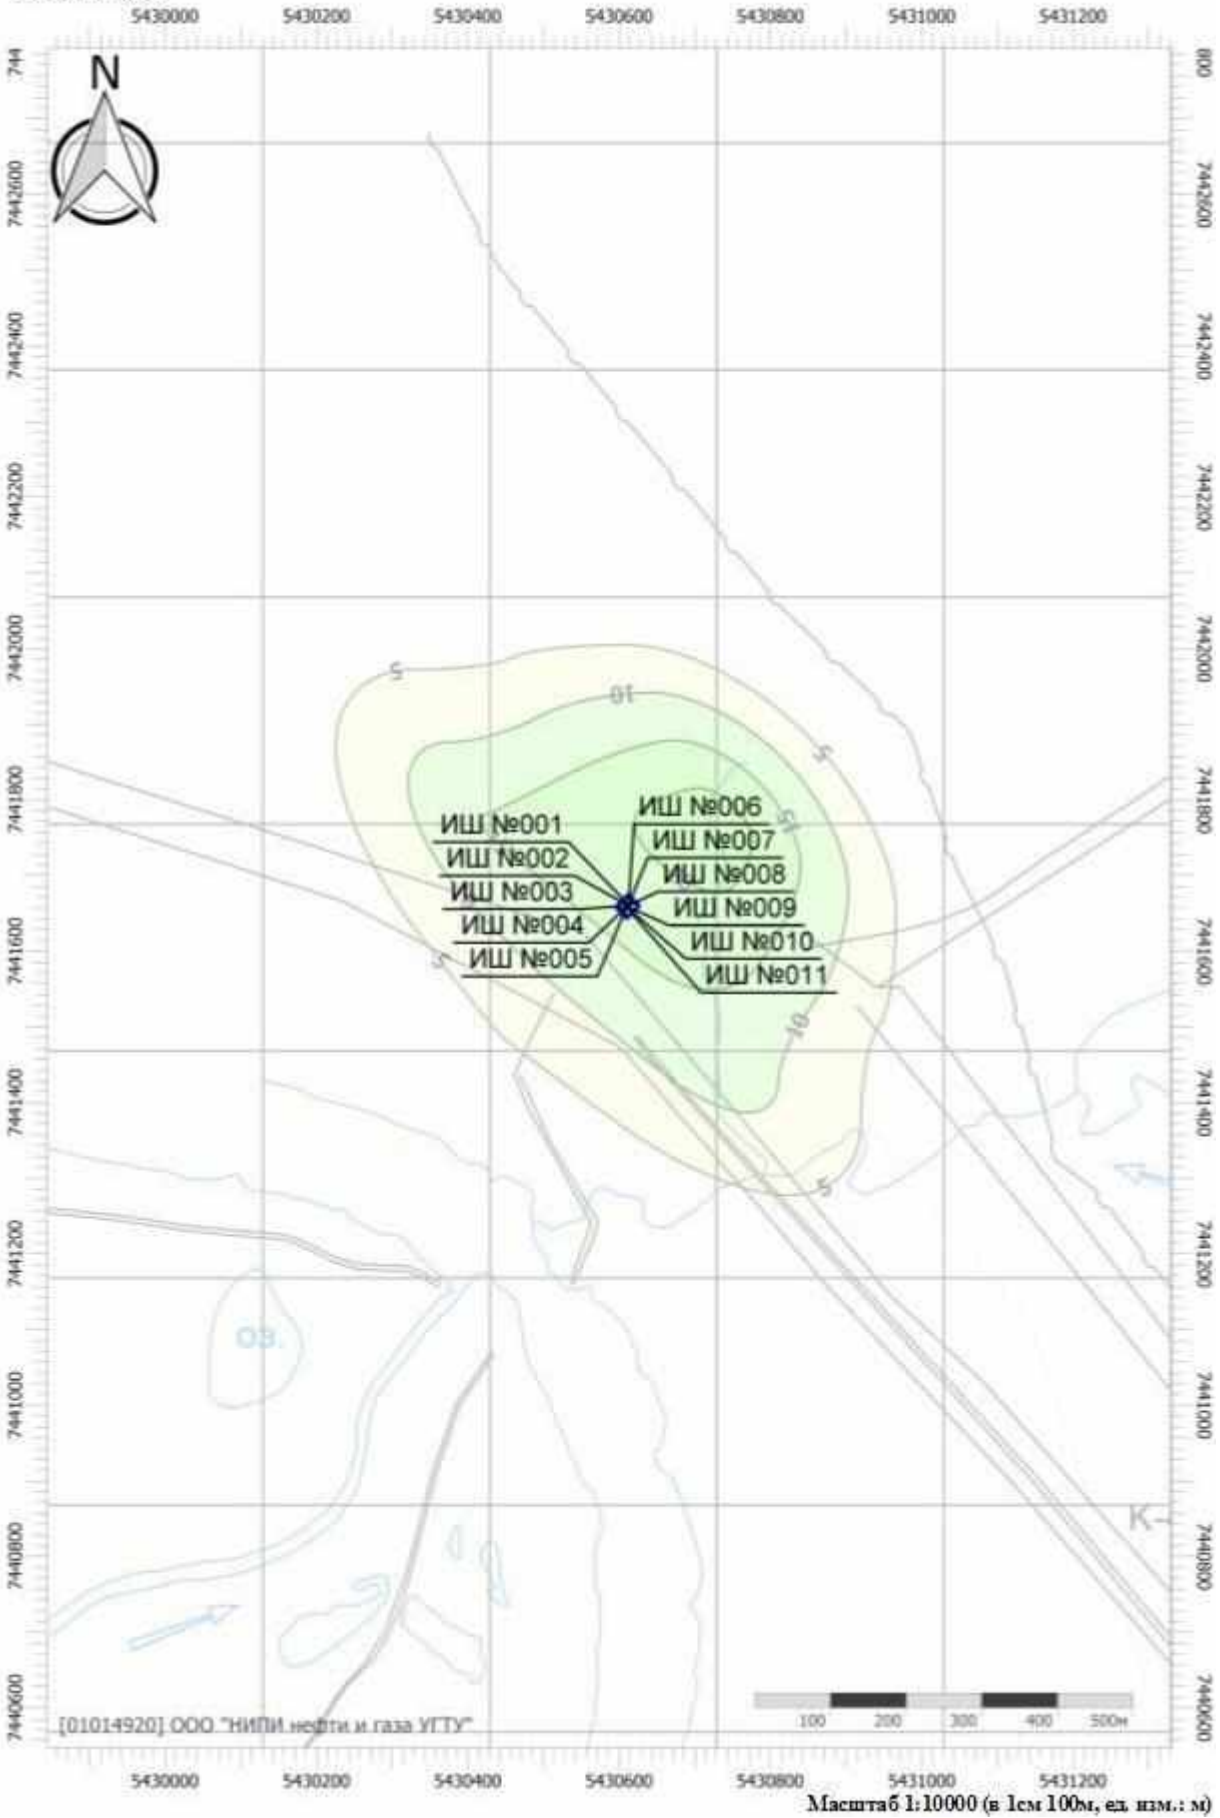 5430000 5430200 5430400 5430600 5430800 5431000 5431200
744
7442600
7442400
7442200
7442000
7441800
7441600
7441400
7441200
7441000
7440800
7440600
N
5
10
5
15
ИШ №001
ИШ №002
ИШ №003
ИШ №004
ИШ №005
ИШ №006
ИШ №007
ИШ №008
ИШ №009
ИШ №010
ИШ №011
5
10
5
ОЗ.
К-
100 200 300 400 500м
[01014920] ООО "НИПИ нефти и газа УГТУ"
800
7442600
7442400
7442200
7442000
7441800
7441600
7441400
7441200
7441000
7440800
7440600
5430000 5430200 5430400 5430600 5430800 5431000 5431200
Масштаб 1:10000 (в 1см 100м, ед. изм.: м)